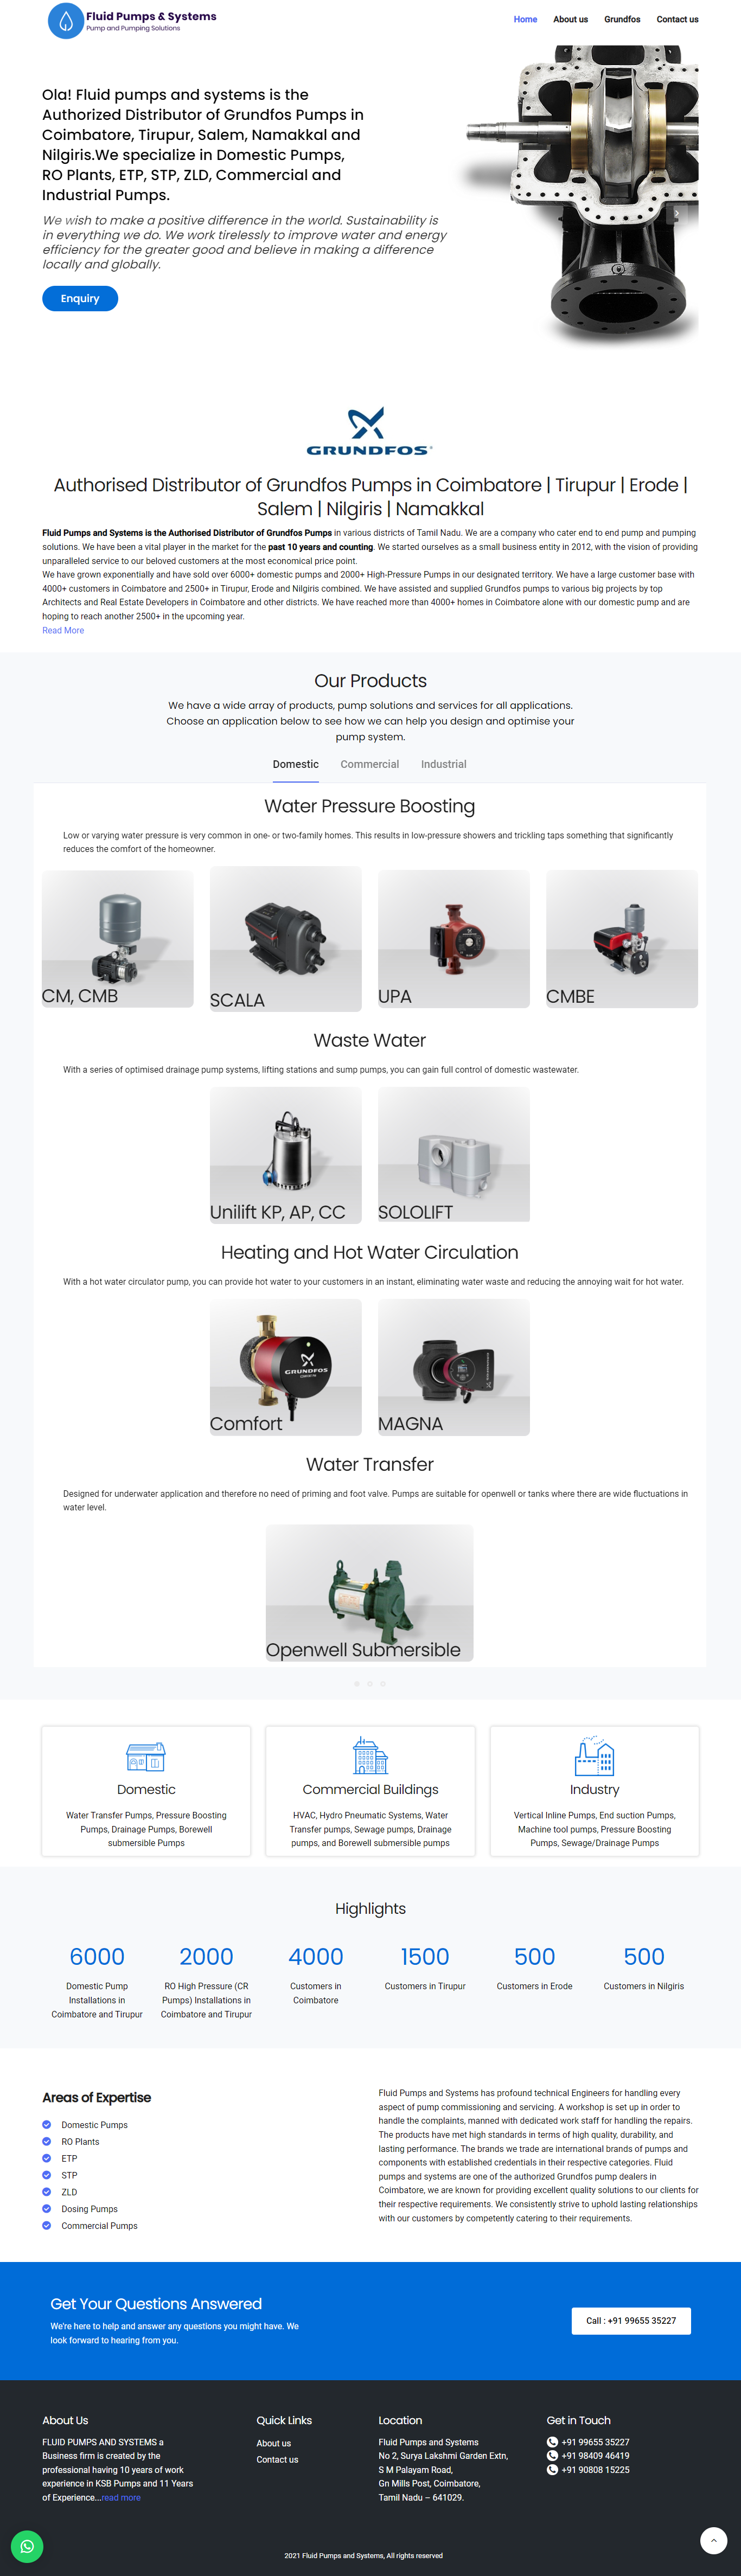 Fluid Pumps & Systems
Pump and Pumping Solutions
Home
About us
Grundfos
Contact us
Ola! Fluid pumps and systems is the
Authorized Distributor of Grundfos Pumps in
Coimbatore, Tirupur, Salem, Namakkal and
Nilgiris.We specialize in Domestic Pumps,
RO Plants, ETP, STP, ZLD, Commercial and
Industrial Pumps.
We wish to make a positive difference in the world. Sustainability is
in everything we do. We work tirelessly to improve water and energy
efficiency for the greater good and believe in making a difference
locally and globally.
Enquiry
GRUNDFOS
Authorised Distributor of Grundfos Pumps in Coimbatore | Tirupur | Erode |
Salem | Nilgiris | Namakkal
Fluid Pumps and Systems is the Authorised Distributor of Grundfos Pumps in various districts of Tamil Nadu. We are a company who cater end to end pump and pumping
solutions. We have been a vital player in the market for the past 10 years and counting. We started ourselves as a small business entity in 2012, with the vision of providing
unparalleled service to our beloved customers at the most economical price point.
We have grown exponentially and have sold over 6000+ domestic pumps and 2000+ High-Pressure Pumps in our designated territory. We have a large customer base with
4000+ customers in Coimbatore and 2500+ in Tirupur, Erode and Nilgiris combined. We have assisted and supplied Grundfos pumps to various big projects by top
Architects and Real Estate Developers in Coimbatore and other districts. We have reached more than 4000+ homes in Coimbatore alone with our domestic pump and are
hoping to reach another 2500+ in the upcoming year.
Read More
Our Products
We have a wide array of products, pump solutions and services for all applications.
Choose an application below to see how we can help you design and optimise your
pump system.
Domestic
Commercial
Industrial
Water Pressure Boosting
Low or varying water pressure is very common in one- or two-family homes. This results in low-pressure showers and trickling taps something that significantly
reduces the comfort of the homeowner.
CM, CMB
SCALA
UPA
CMBE
Waste Water
With a series of optimised drainage pump systems, lifting stations and sump pumps, you can gain full control of domestic wastewater.
Unilift KP, AP, CC
SOLOLIFT
Heating and Hot Water Circulation
With a hot water circulator pump, you can provide hot water to your customers in an instant, eliminating water waste and reducing the annoying wait for hot water.
GRUNDFOS
Comfort
MAGNA
Water Transfer
Designed for underwater application and therefore no need of priming and foot valve. Pumps are suitable for openwell or tanks where there are wide fluctuations in
water level.
Openwell Submersible
Domestic
Water Transfer Pumps, Pressure Boosting
Pumps, Drainage Pumps, Borewell
submersible Pumps
Commercial Buildings
HVAC, Hydro Pneumatic Systems, Water
Transfer pumps, Sewage pumps, Drainage
pumps, and Borewell submersible pumps
Industry
Vertical Inline Pumps, End suction Pumps,
Machine tool pumps, Pressure Boosting
Pumps, Sewage/Drainage Pumps
Highlights
6000
Domestic Pump
Installations in
Coimbatore and Tirupur
2000
RO High Pressure (CR
Pumps) Installations in
Coimbatore and Tirupur
4000
Customers in
Coimbatore
1500
Customers in Tirupur
500
Customers in Erode
500
Customers in Nilgiris
Areas of Expertise
Domestic Pumps
RO Plants
ETP
STP
ZLD
Dosing Pumps
Commercial Pumps
Fluid Pumps and Systems has profound technical Engineers for handling every
aspect of pump commissioning and servicing. A workshop is set up in order to
handle the complaints, manned with dedicated work staff for handling the repairs.
The products have met high standards in terms of high quality, durability, and
lasting performance. The brands we trade are international brands of pumps and
components with established credentials in their respective categories. Fluid
pumps and systems are one of the authorized Grundfos pump dealers in
Coimbatore, we are known for providing excellent quality solutions to our clients for
their respective requirements. We consistently strive to uphold lasting relationships
with our customers by competently catering to their requirements.
Get Your Questions Answered
We're here to help and answer any questions you might have. We
look forward to hearing from you.
Call : +91 99655 35227
About Us
FLUID PUMPS AND SYSTEMS a
Business firm is created by the
professional having 10 years of work
experience in KSB Pumps and 11 Years
of Experience...read more
Quick Links
About us
Contact us
Location
Fluid Pumps and Systems
No 2, Surya Lakshmi Garden Extn,
S M Palayam Road,
Gn Mills Post, Coimbatore,
Tamil Nadu – 641029.
Get in Touch
+91 99655 35227
+91 98409 46419
+91 90808 15225
2021 Fluid Pumps and Systems, All rights reserved